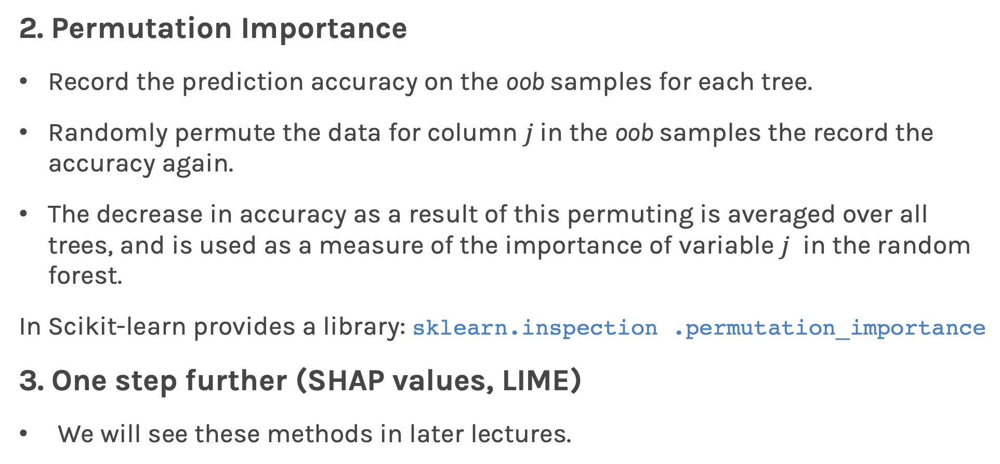 2. Permutation Importance
• Record the prediction accuracy on the oob samples for each tree.
• Randomly permute the data for column j in the oob samples the record the
accuracy again.
• The decrease in accuracy as a result of this permuting is averaged over all
trees, and is used as a measure of the importance of variable j in the random
forest.
In Scikit-learn provides a library: sklearn.inspection .permutation_importance
3. One step further (SHAP values, LIME)
• We will see these methods in later lectures.